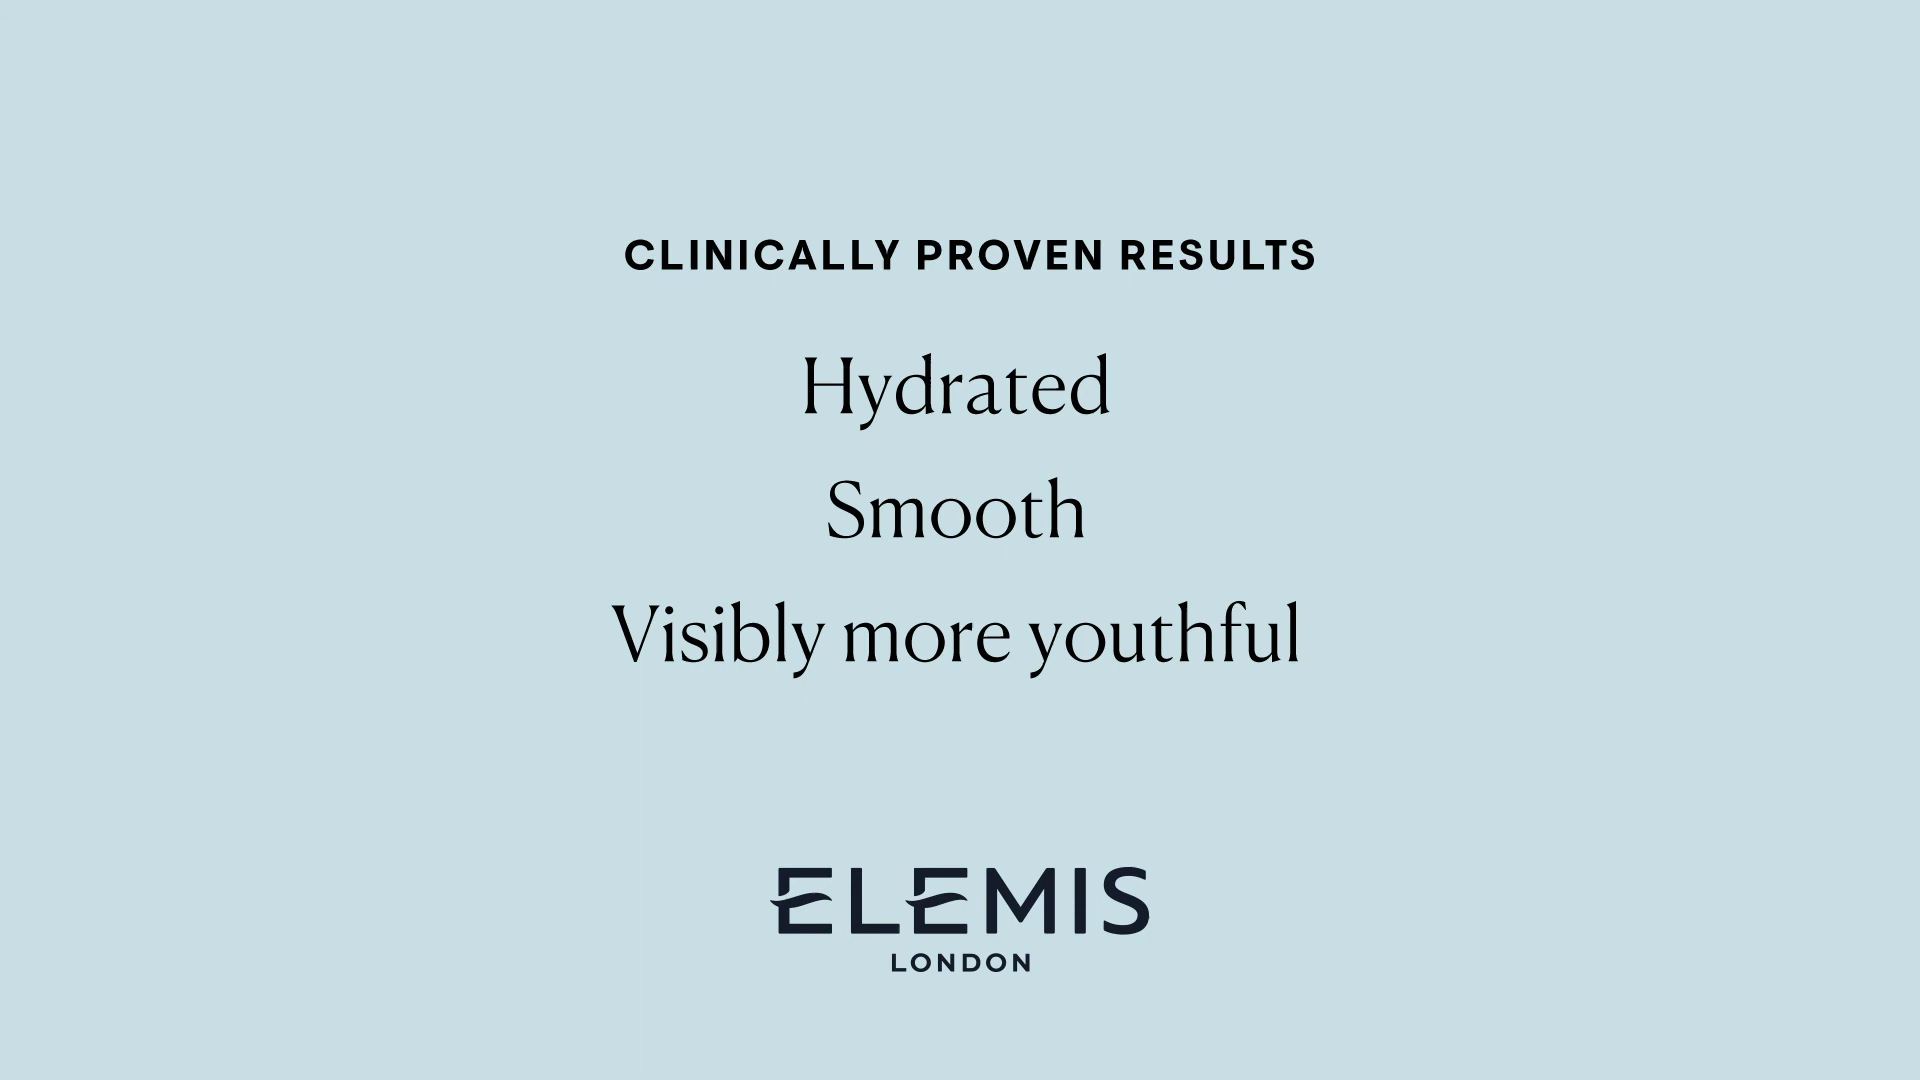 CLINICALLY PROVEN RESULTS
Hydrated
Smooth
Visibly more youthful
ELEMIS
LONDON